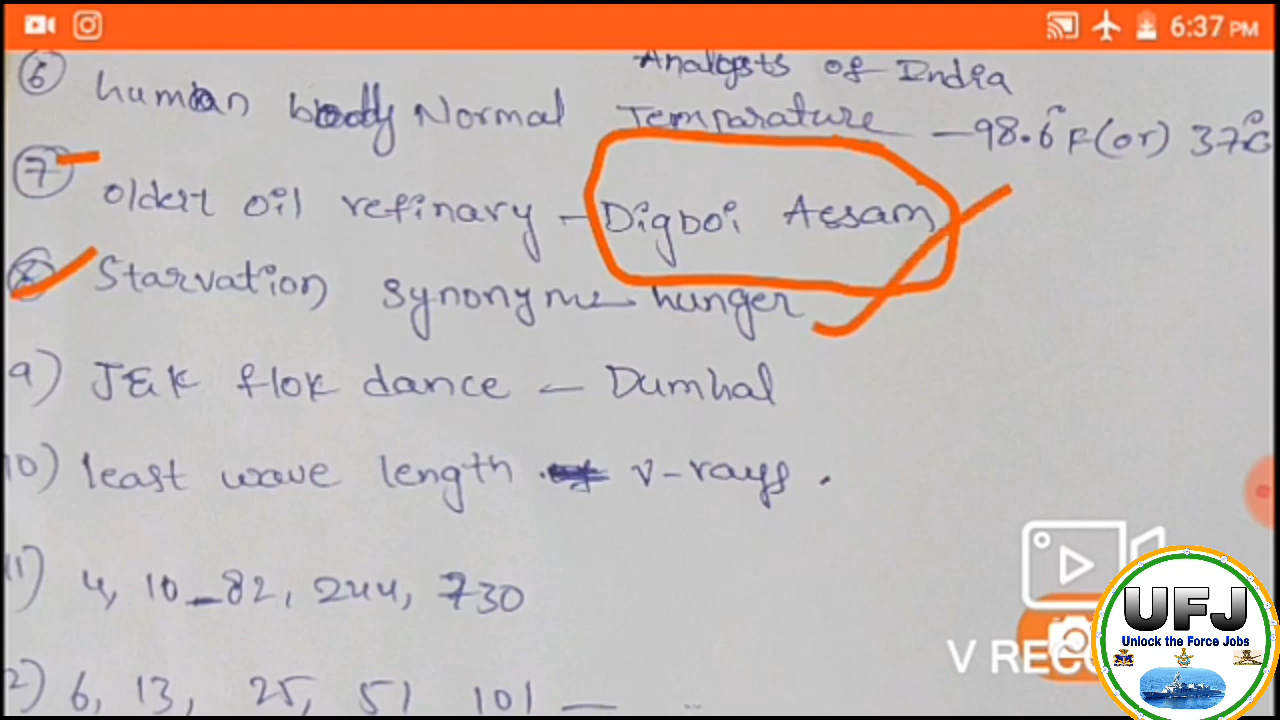 6:37 PM
Analysts of India
⑥ human body Normal Temparature – 98.6°F (or) 37°C
⑦ oldest oil refinary – Digboi Assam
⑧ Starvation synonyms hunger
9) J&K flok dance – Dumhal
10) least wave length γ-rays .
11) 4, 10 _ 82, 244, 730
12) 6, 13, 25, 51, 101 __
V REC
UFJ
Unlock the Force Jobs